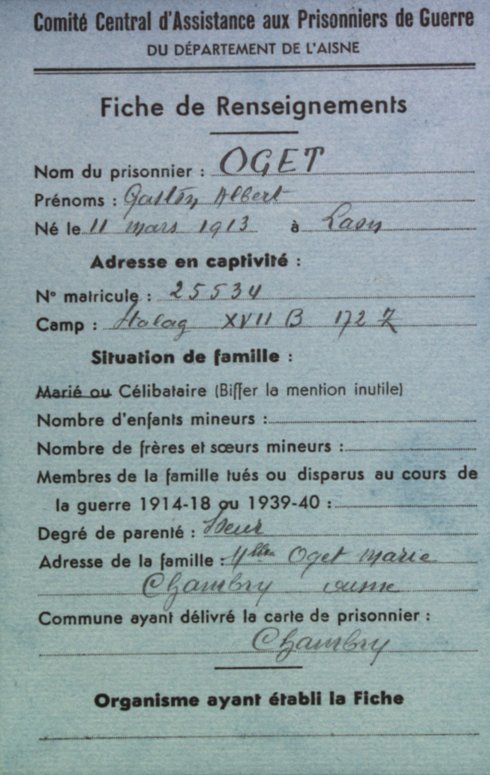 Comité Central d'Assistance aux Prisonniers de Guerre
DU DÉPARTEMENT DE L'AISNE
Fiche de Renseignements
Nom du prisonnier : OGET
Prénoms : Gaston Albert
Né le 11 mars 1913 à Laon
Adresse en captivité :
N° matricule : 25534
Camp : Stalag XVII B 172 Z
Situation de famille :
Marié ou Célibataire (Biffer la mention inutile)
Nombre d'enfants mineurs :
Nombre de frères et sœurs mineurs :
Membres de la famille tués ou disparus au cours de
la guerre 1914-18 ou 1939-40 :
Degré de parenté : Sœur
Adresse de la famille : Mlle Oget Marie
Chambry aisne
Commune ayant délivré la carte de prisonnier :
Chambry
Organisme ayant établi la Fiche